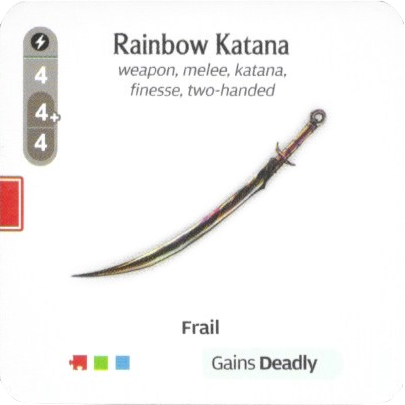 Rainbow Katana
weapon, melee, katana,
finesse, two-handed
4
4+
4
Frail
Gains Deadly